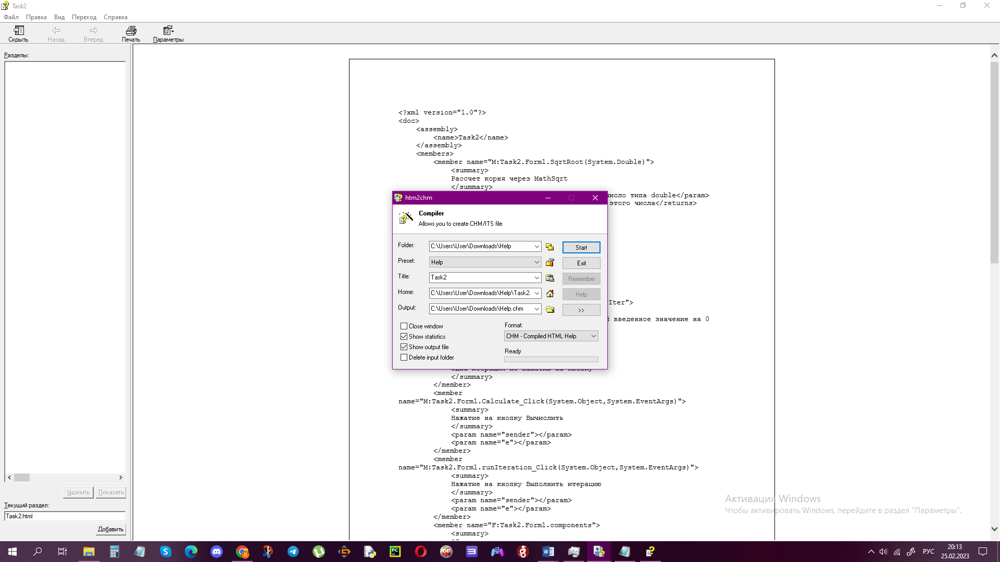 Task2
Файл Правка Вид Переход Справка
Скрыть Назад Вперед Печать Параметры
Разделы:
Удалить Показать
Текущий раздел:
Task2.html
Добавить
<?xml version="1.0"?>
<doc>
<assembly>
<name>Task2</name>
</assembly>
<members>
<member name="M:Task2.Form1.SqrtRoot(System.Double)">
<summary>
Рассчет корня через MathSqrt
</summary>
число типа double</param>
этого числа</returns>
Iter">
введенное значение на 0
</summary>
</member>
<member
name="M:Task2.Form1.Calculate_Click(System.Object,System.EventArgs)">
<summary>
Нажатие на кнопку Вычислить
</summary>
<param name="sender"></param>
<param name="e"></param>
</member>
<member
name="M:Task2.Form1.runIteration_Click(System.Object,System.EventArgs)">
<summary>
Нажатие на кнопку Выполнить итерацию
</summary>
<param name="sender"></param>
<param name="e"></param>
</member>
<member name="F:Task2.Form1.components">
<summary>
htm2chm
Compiler
Allows you to create CHM/ITS file
Folder: C:\Users\User\Downloads\Help Start
Preset: Help Exit
Title: Task2 Remember
Home: C:\Users\User\Downloads\Help\Task2. Help
Output: C:\Users\User\Downloads\Help.chm >>
Close window
Show statistics
Show output file
Delete input folder
Format:
CHM - Compiled HTML Help
Ready
Активация Windows
Чтобы активировать Windows, перейдите в раздел "Параметры".
РУС
20:13
25.02.2023